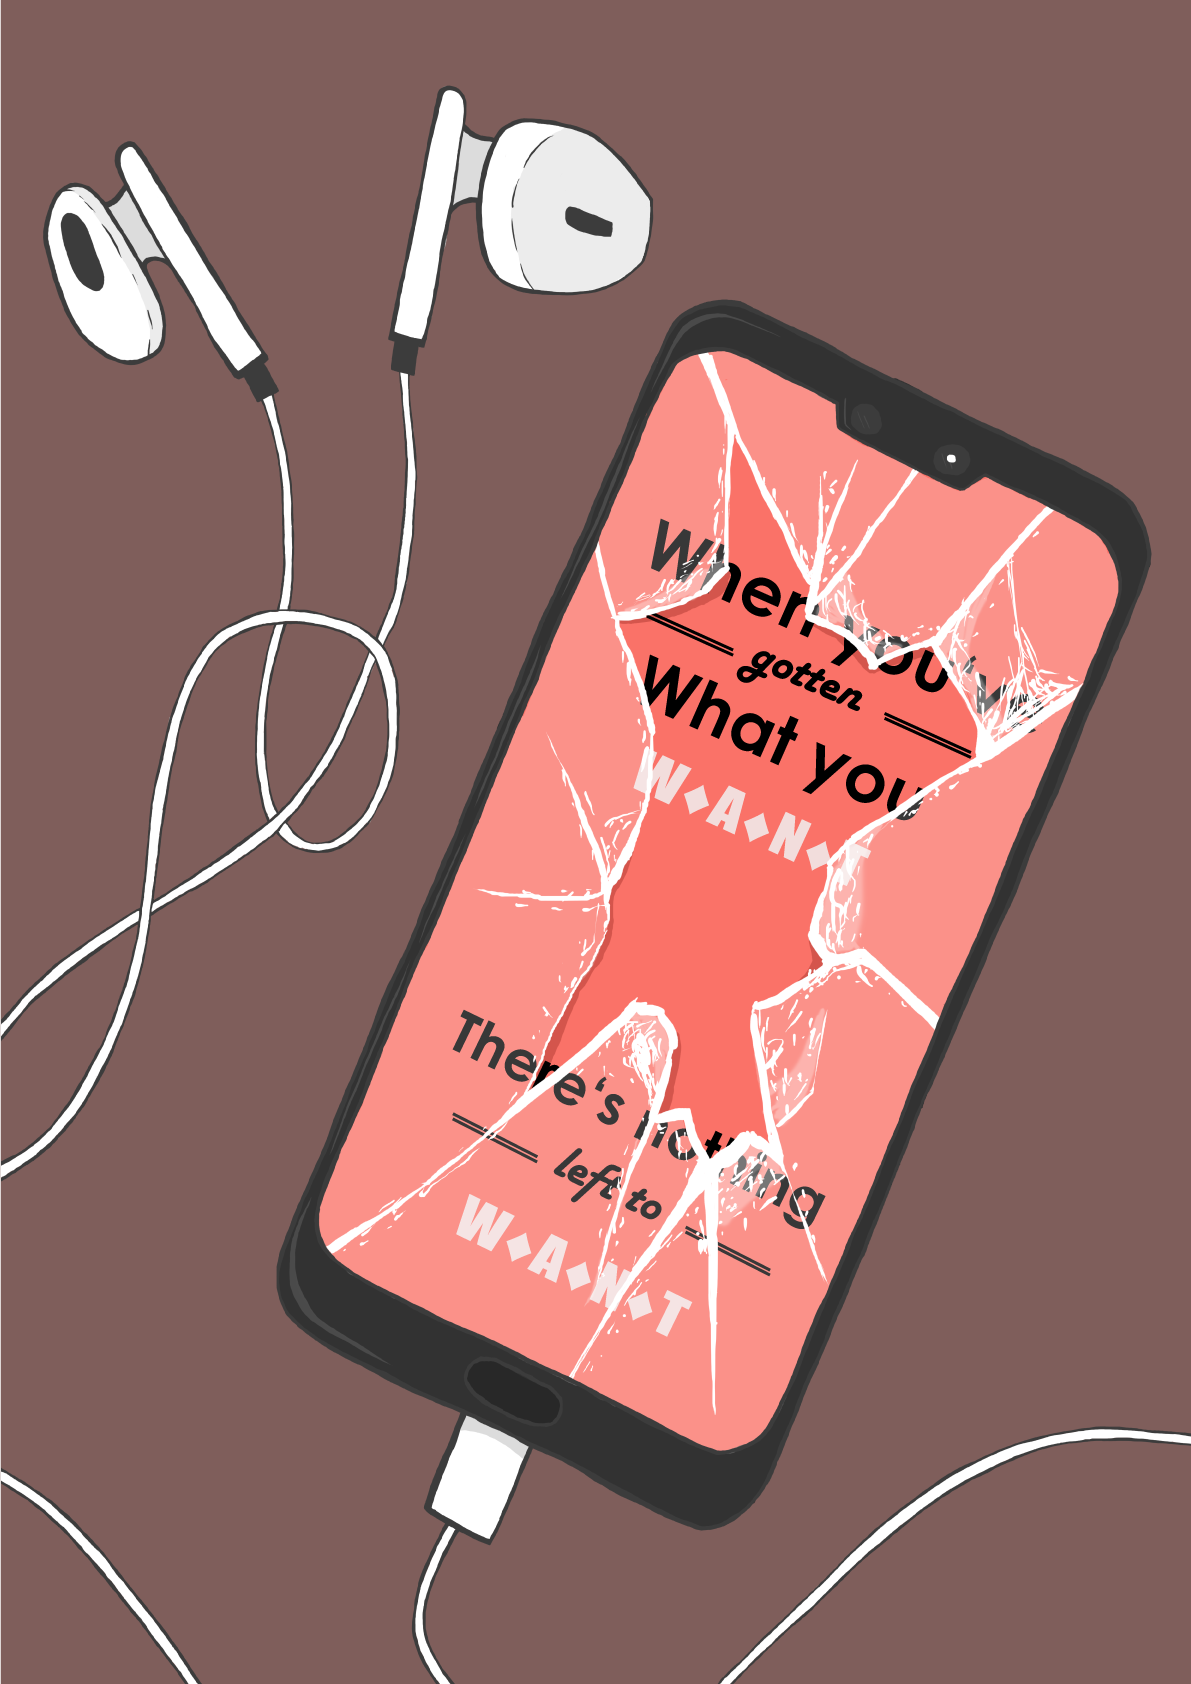 When you've
gotten
What you
W♦A♦N♦T
There's nothing
left to
W♦A♦N♦T